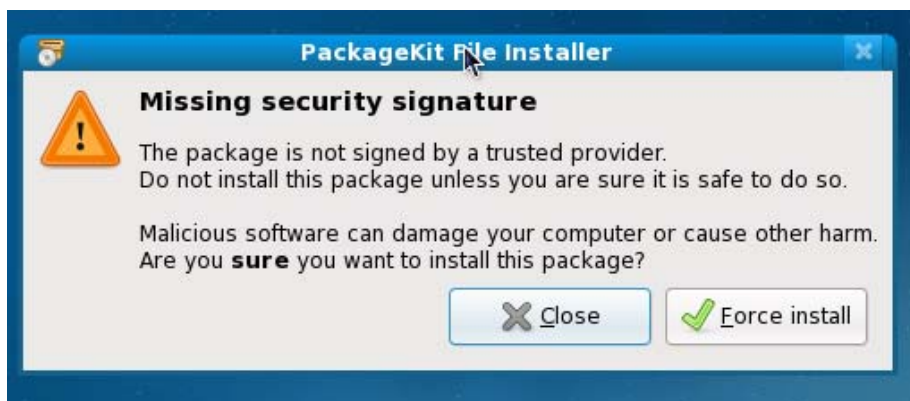 PackageKit File Installer
Missing security signature
The package is not signed by a trusted provider.
Do not install this package unless you are sure it is safe to do so.
Malicious software can damage your computer or cause other harm.
Are you sure you want to install this package?
Close
Force install